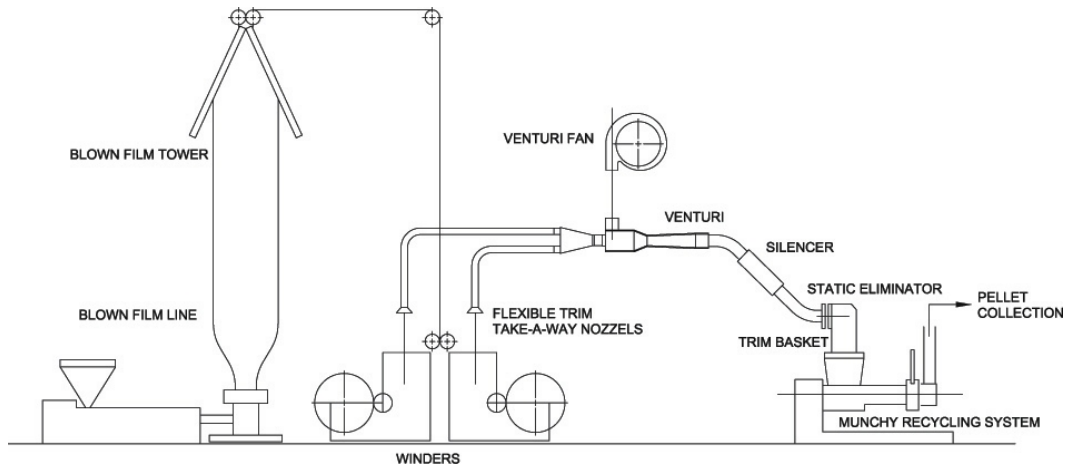 BLOWN FILM TOWER
VENTURI FAN
VENTURI
SILENCER
STATIC ELIMINATOR
PELLET
COLLECTION
BLOWN FILM LINE
FLEXIBLE TRIM
TAKE-A-WAY NOZZELS
TRIM BASKET
MUNCHY RECYCLING SYSTEM
WINDERS